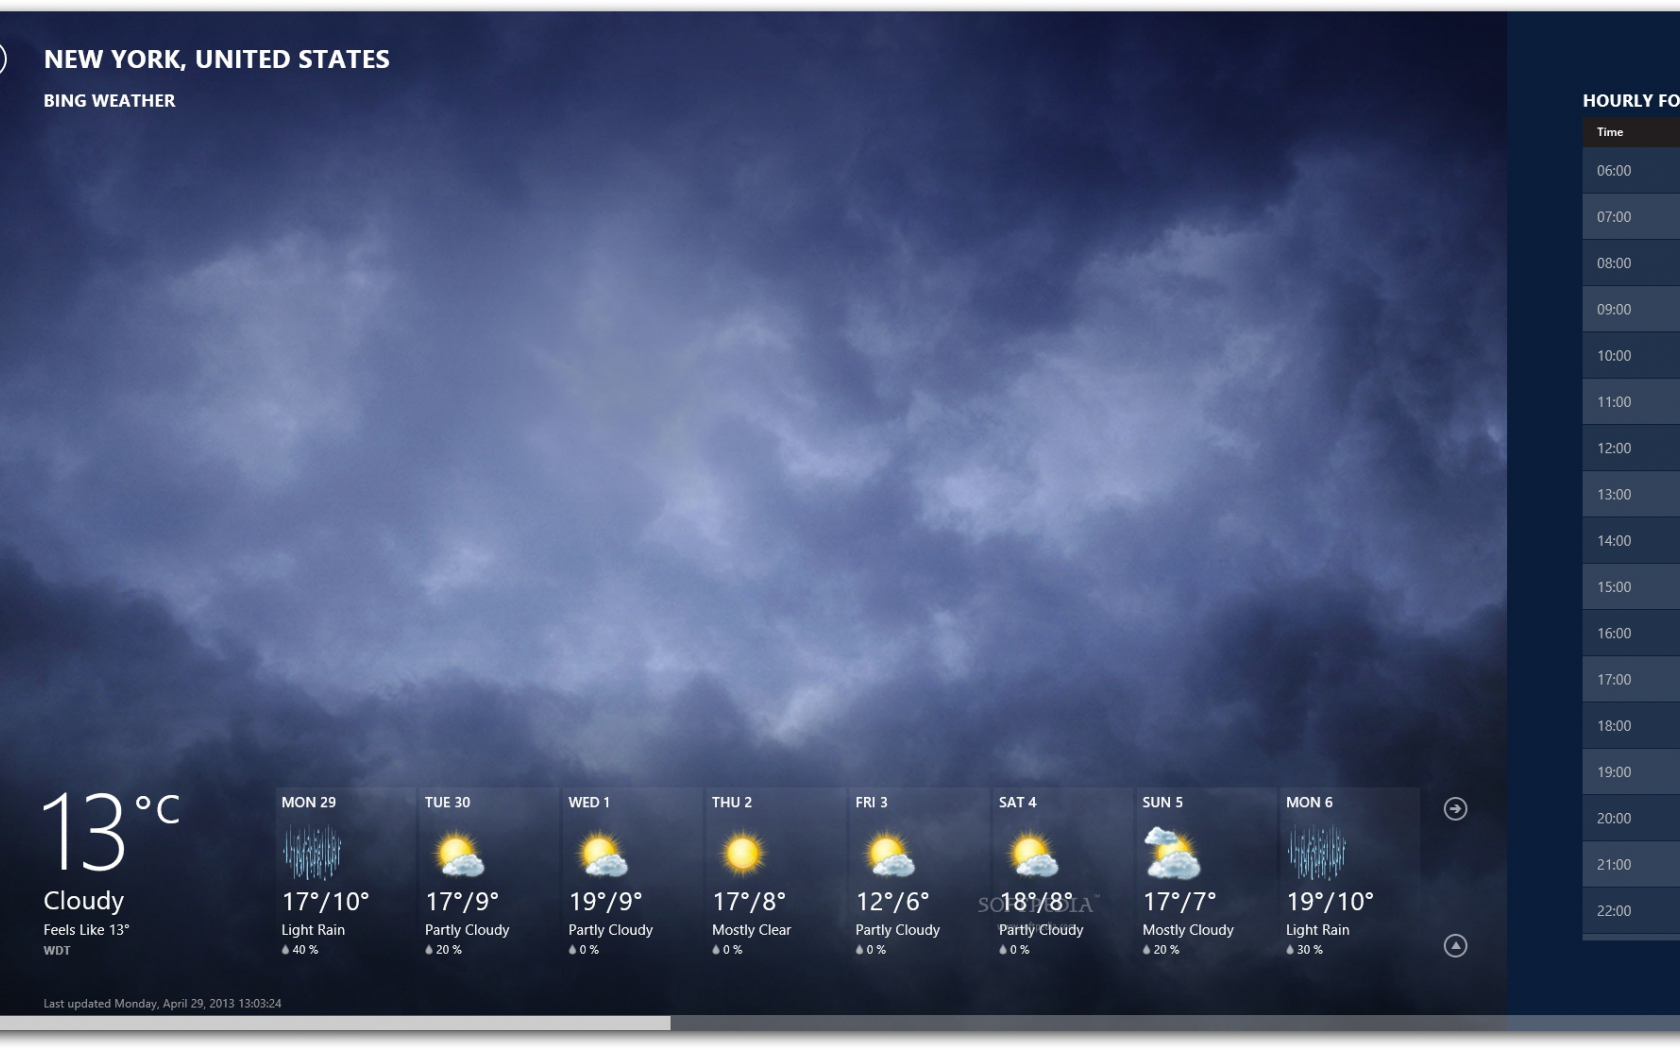 NEW YORK, UNITED STATES
BING WEATHER
13°C
Cloudy
Feels Like 13°
WDT
MON 29
17°/10°
Light Rain
40 %
TUE 30
17°/9°
Partly Cloudy
20 %
WED 1
19°/9°
Partly Cloudy
0 %
THU 2
17°/8°
Mostly Clear
0 %
FRI 3
12°/6°
Partly Cloudy
0 %
SAT 4
18°/8°
Partly Cloudy
0 %
SUN 5
17°/7°
Mostly Cloudy
20 %
MON 6
19°/10°
Light Rain
30 %
SOFTPEDIA™
Last updated Monday, April 29, 2013 13:03:24
HOURLY FO
Time
06:00
07:00
08:00
09:00
10:00
11:00
12:00
13:00
14:00
15:00
16:00
17:00
18:00
19:00
20:00
21:00
22:00